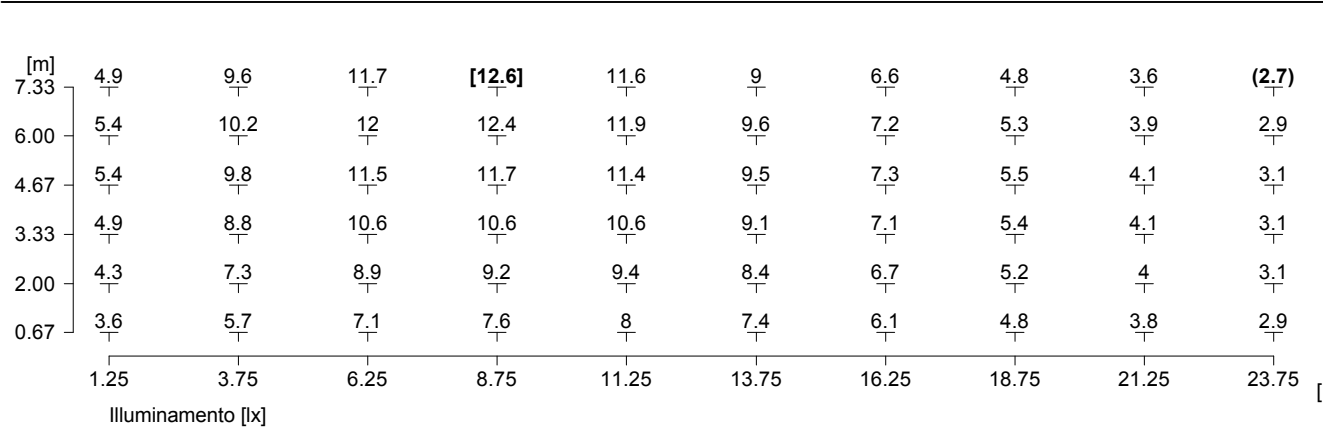 [m]
7.33 4.9 9.6 11.7 [12.6] 11.6 9 6.6 4.8 3.6 (2.7)
6.00 5.4 10.2 12 12.4 11.9 9.6 7.2 5.3 3.9 2.9
4.67 5.4 9.8 11.5 11.7 11.4 9.5 7.3 5.5 4.1 3.1
3.33 4.9 8.8 10.6 10.6 10.6 9.1 7.1 5.4 4.1 3.1
2.00 4.3 7.3 8.9 9.2 9.4 8.4 6.7 5.2 4 3.1
0.67 3.6 5.7 7.1 7.6 8 7.4 6.1 4.8 3.8 2.9
1.25 3.75 6.25 8.75 11.25 13.75 16.25 18.75 21.25 23.75 [
Illuminamento [lx]